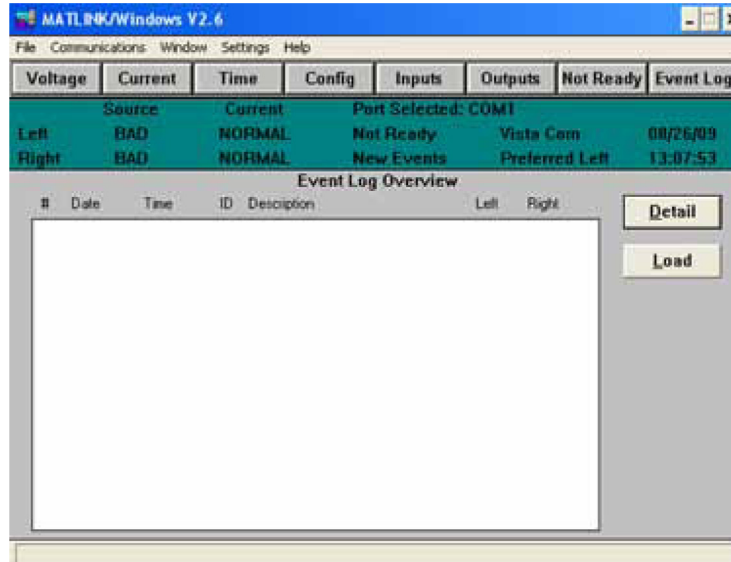 MATLINK/Windows V2.6
File Communications Window Settings Help
Voltage Current Time Config Inputs Outputs Not Ready Event Log
Source Current Port Selected: COM1
Left BAD NORMAL Not Ready Vista Com 08/26/09
Right BAD NORMAL New Events Preferred Left 13:07:53
Event Log Overview
# Date Time ID Description Left Right
Detail
Load